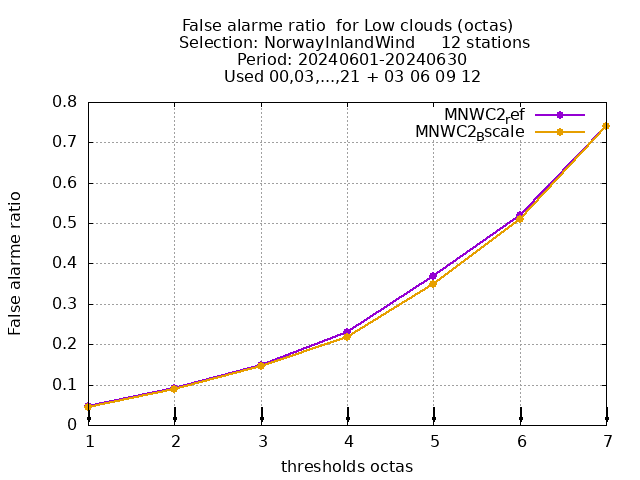 False alarme ratio  for Low clouds (octas)
Selection: NorwayInlandWind     12 stations
Period: 20240601-20240630
Used 00,03,...,21 + 03 06 09 12
MNWC2ref
MNWC2Bscale
0.8
0.7
0.6
0.5
0.4
0.3
0.2
0.1
0
False alarme ratio
1 2 3 4 5 6 7
thresholds octas